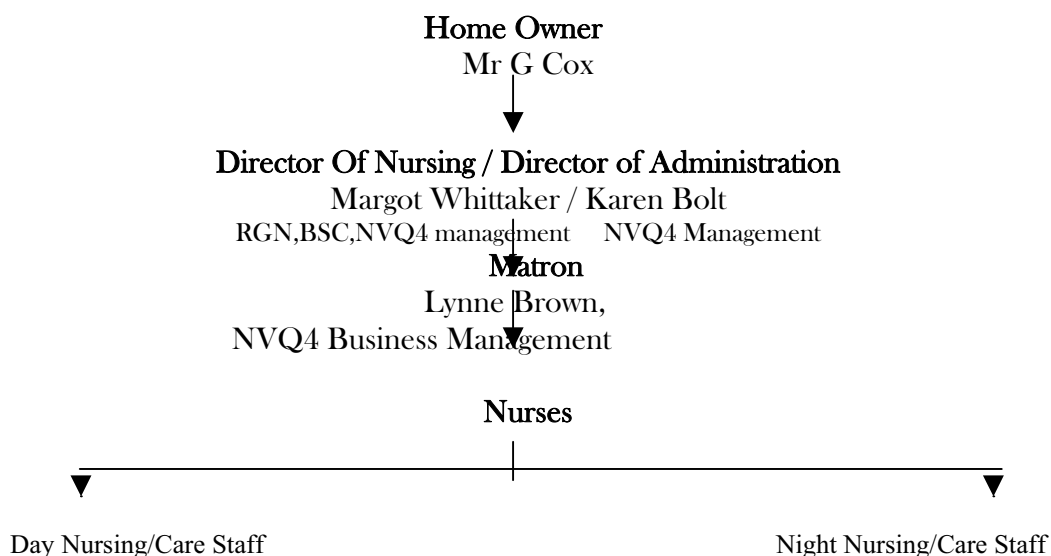 Home Owner
Mr G Cox
Director Of Nursing / Director of Administration
Margot Whittaker / Karen Bolt
RGN,BSC,NVQ4 management NVQ4 Management
Matron
Lynne Brown,
NVQ4 Business Management
Nurses
Day Nursing/Care Staff Night Nursing/Care Staff